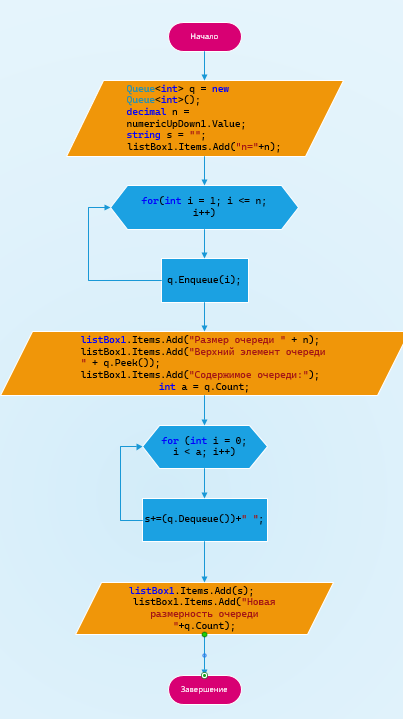 Начало
Queue<int> q = new
Queue<int>();
decimal n =
numericUpDown1.Value;
string s = "";
listBox1.Items.Add("n="+n);
for(int i = 1; i <= n;
i++)
q.Enqueue(i);
listBox1.Items.Add("Размер очереди " + n);
listBox1.Items.Add("Верхний элемент очереди
" + q.Peek());
listBox1.Items.Add("Содержимое очереди:");
int a = q.Count;
for (int i = 0;
i < a; i++)
s+=(q.Dequeue())+" ";
listBox1.Items.Add(s);
listBox1.Items.Add("Новая
размерность очереди
"+q.Count);
Завершение